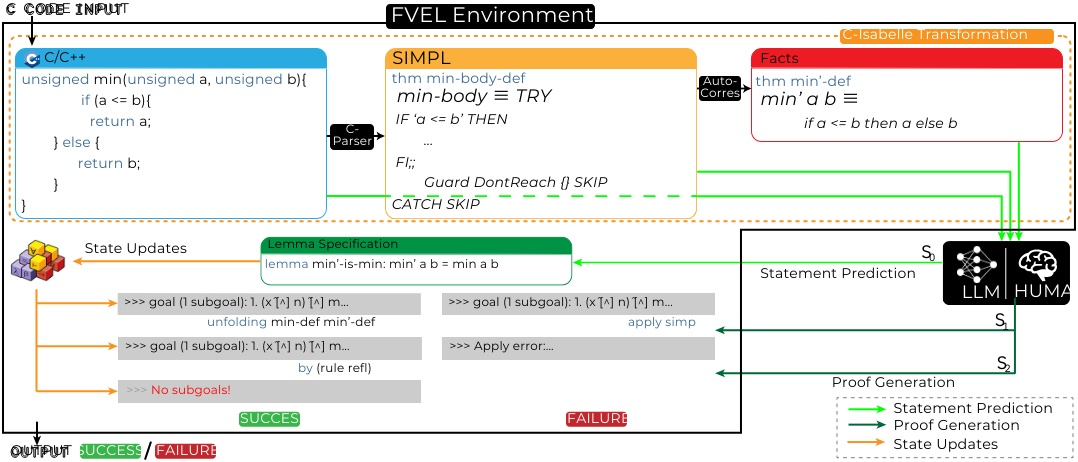 C CODE INPUT
FVEL Environment
C-Isabelle Transformation
C/C++
unsigned min(unsigned a, unsigned b){
if (a <= b){
return a;
} else {
return b;
}
}
C-
Parser
SIMPL
thm min-body-def
min-body ≡ TRY
IF ‘a <= b’ THEN
...
FI;;
Guard DontReach {} SKIP
CATCH SKIP
Auto-
Corres
Facts
thm min’-def
min’ a b ≡
if a <= b then a else b
State Updates
Lemma Specification
lemma min’-is-min: min’ a b = min a b
S0
Statement Prediction
LLM
HUMA
>>> goal (1 subgoal): 1. (x [^] n) [^] m...
unfolding min-def min’-def
>>> goal (1 subgoal): 1. (x [^] n) [^] m...
by (rule refl)
>>> No subgoals!
SUCCES
>>> goal (1 subgoal): 1. (x [^] n) [^] m...
apply simp
>>> Apply error:...
FAILURE
S1
S2
Proof Generation
Statement Prediction
Proof Generation
State Updates
OUTPUT
SUCCESS
/
FAILURE